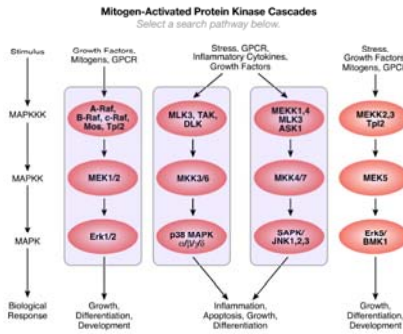 Mitogen-Activated Protein Kinase Cascades
Select a search pathway below.
Stimulus
Growth Factors,
Mitogens, GPCR
Stress, GPCR,
Inflammatory Cytokines,
Growth Factors
Stress,
Growth Factors,
Mitogens, GPCR
MAPKKK
A-Raf,
B-Raf, c-Raf,
Mos, Tpl2
MLK3, TAK,
DLK
MEKK1,4
MLK3
ASK1
MEKK2,3
Tpl2
MAPKK
MEK1/2
MKK3/6
MKK4/7
MEK5
MAPK
Erk1/2
p38 MAPK
α/β/γ/δ
SAPK/
JNK1,2,3
Erk5/
BMK1
Biological
Response
Growth,
Differentiation,
Development
Inflammation,
Apoptosis, Growth,
Differentiation
Growth,
Differentiation,
Development